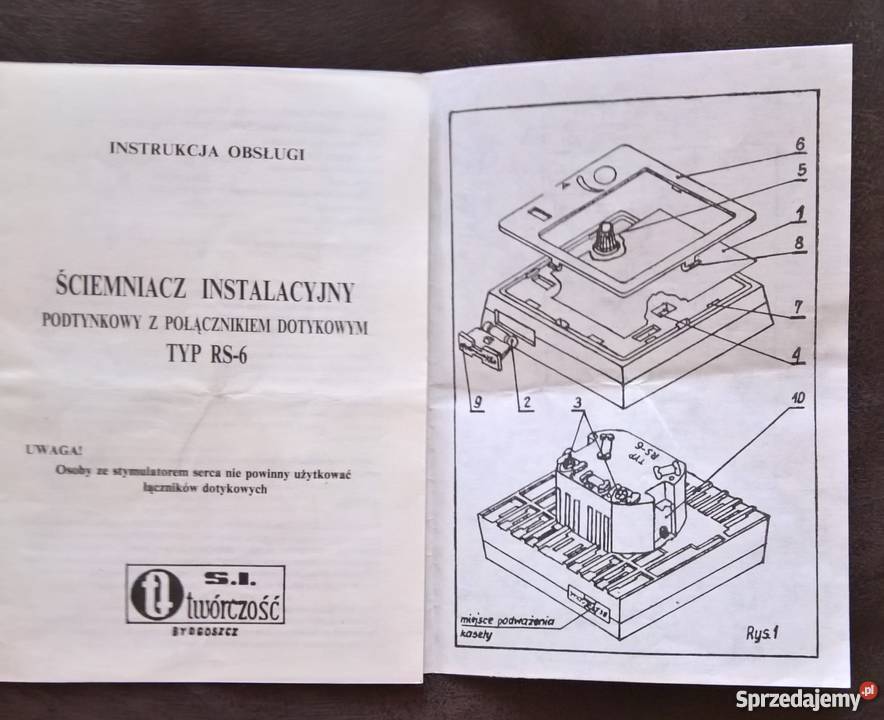 INSTRUKCJA OBSŁUGI
ŚCIEMNIACZ INSTALACYJNY
PODTYNKOWY Z POŁĄCZNIKIEM DOTYKOWYM
TYP RS-6
UWAGA!
Osoby ze stymulatorem serca nie powinny użytkować
łączników dotykowych
S.I.
twórczość
BYDGOSZCZ
6
5
1
8
7
4
9
2
3
10
TYP
RS-6
miejsce podważenia
kasety
Rys.1
Sprzedajemy.pl